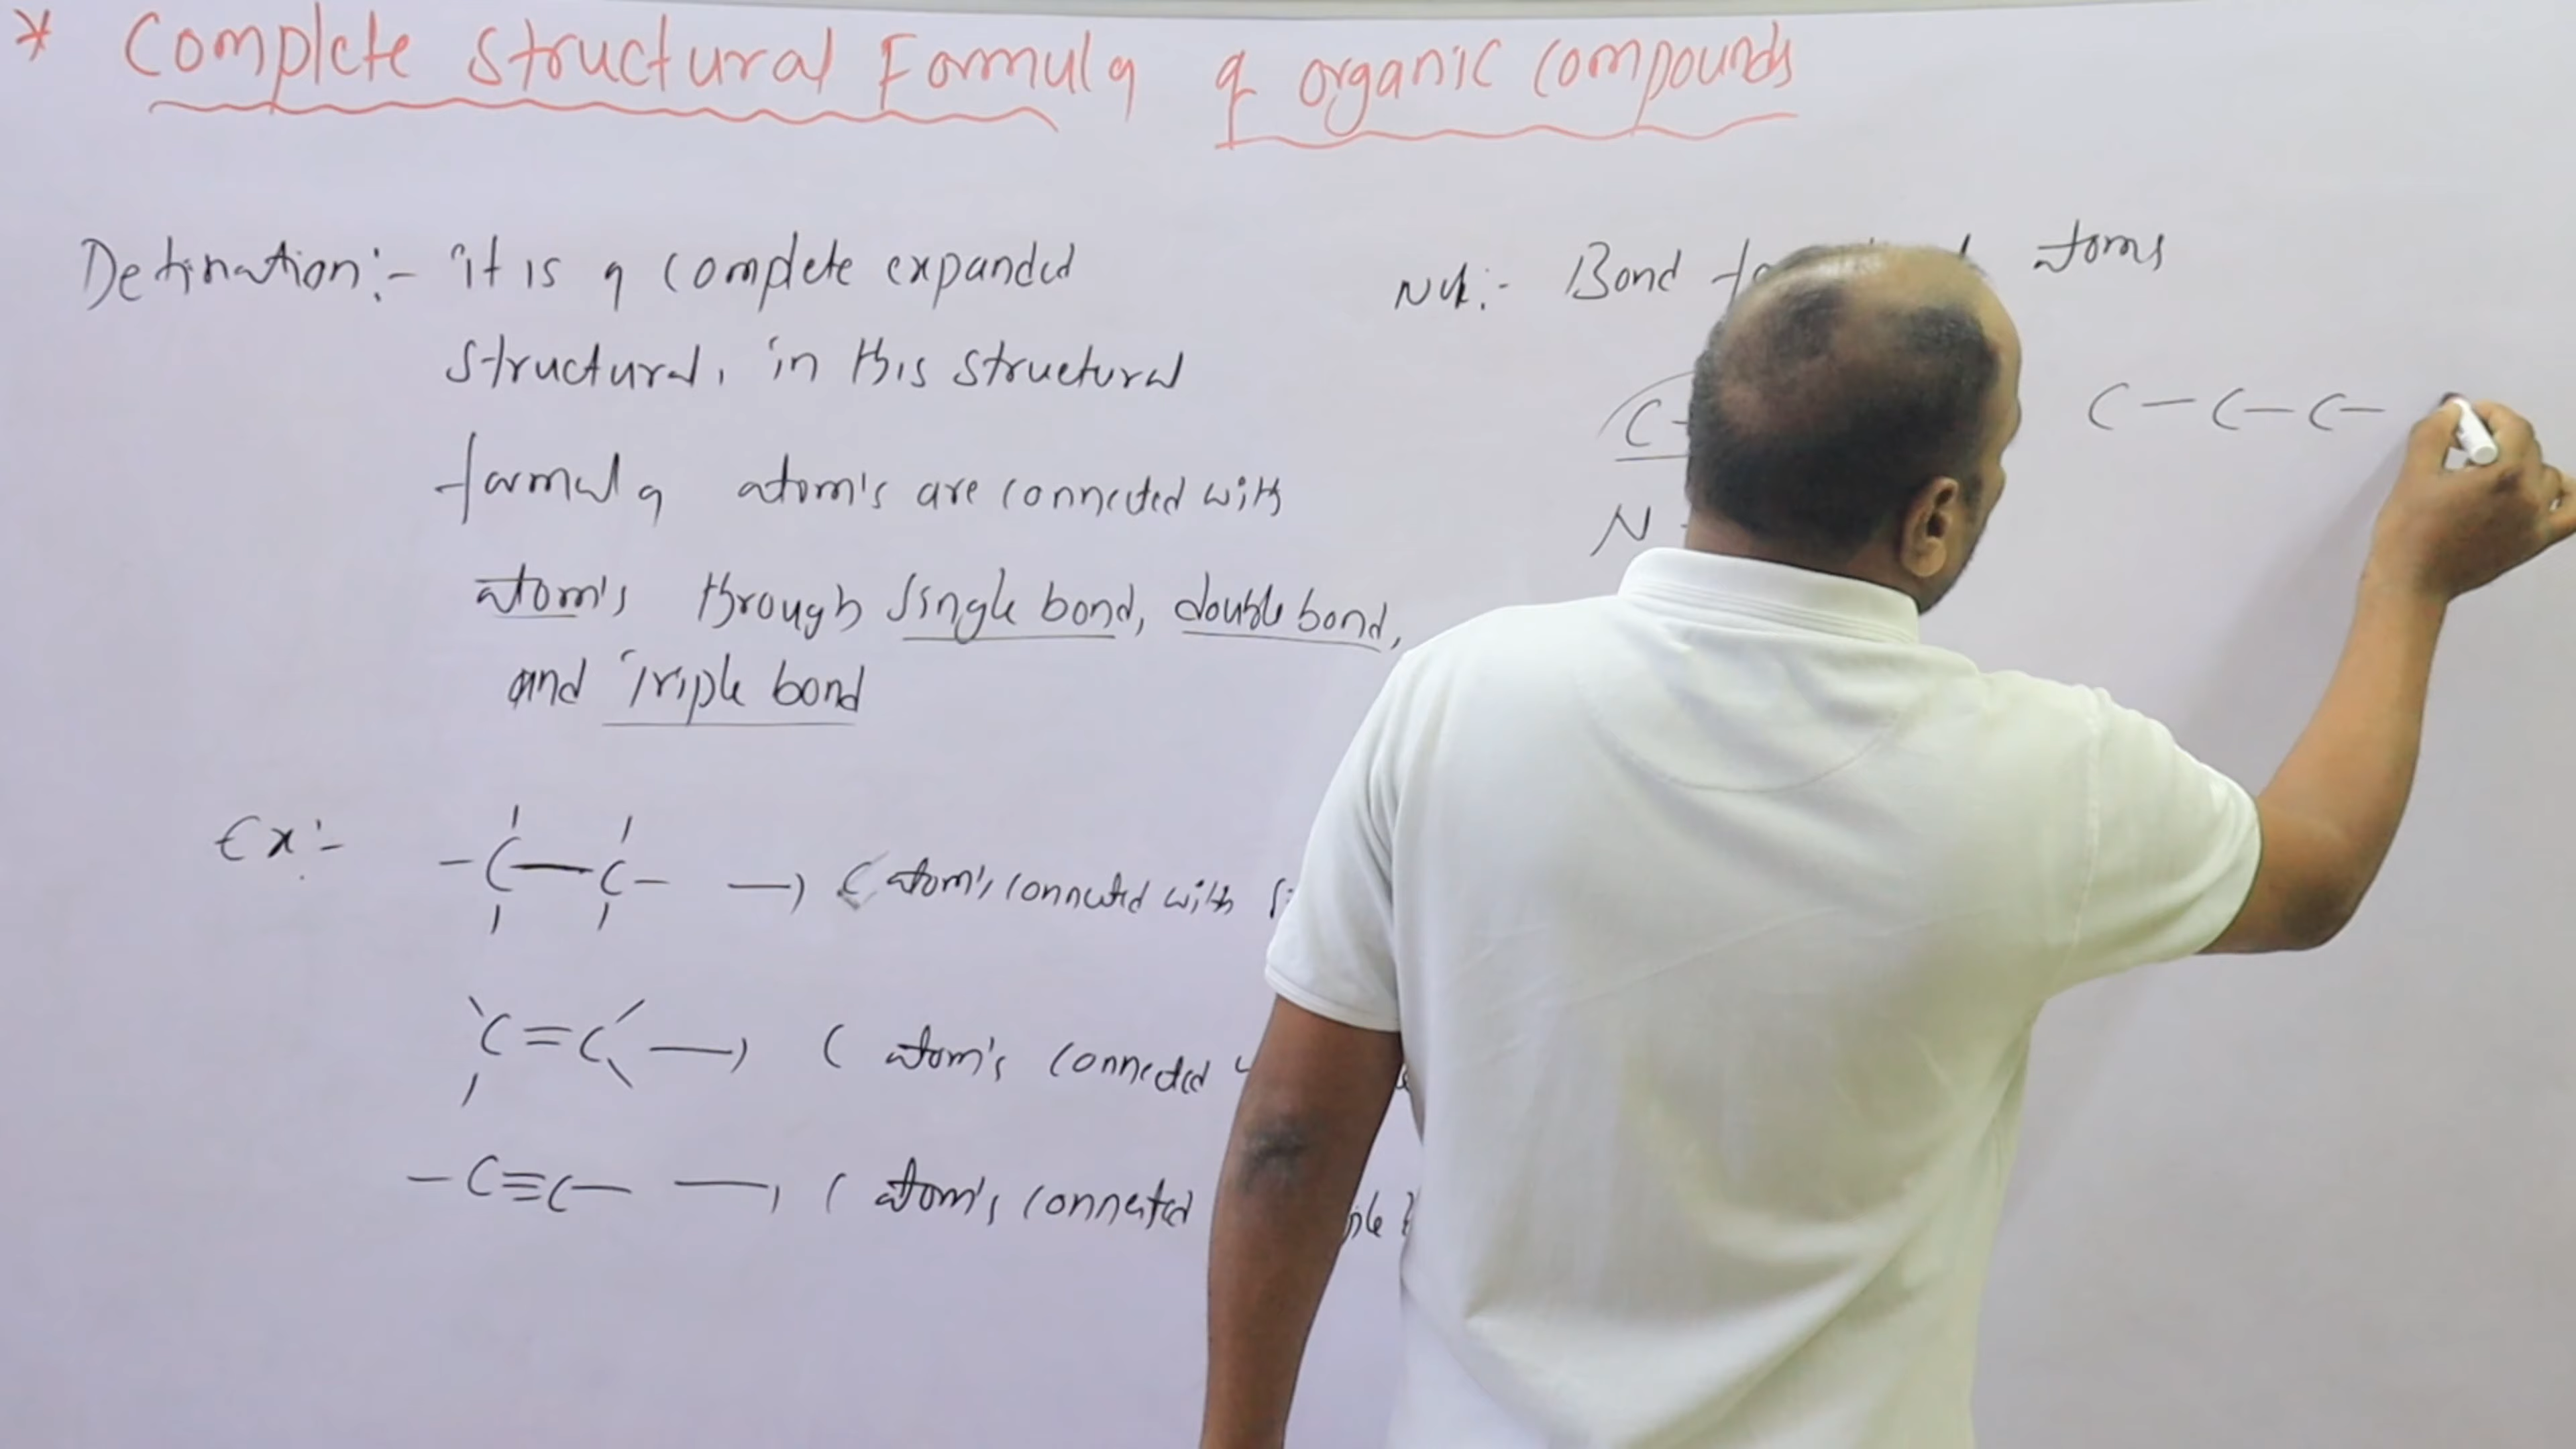 * Complete structural Formula of organic compounds
Defination:- it is a complete expanded
structural, in this structural
formula atom's are connected with
atom's through single bond, double bond,
and Triple bond
Ex:- -C-C- → C atom's connected with
C=C → C atom's connected
-C≡C- → C atom's connected
Bond atoms
C
N
C-C-C-